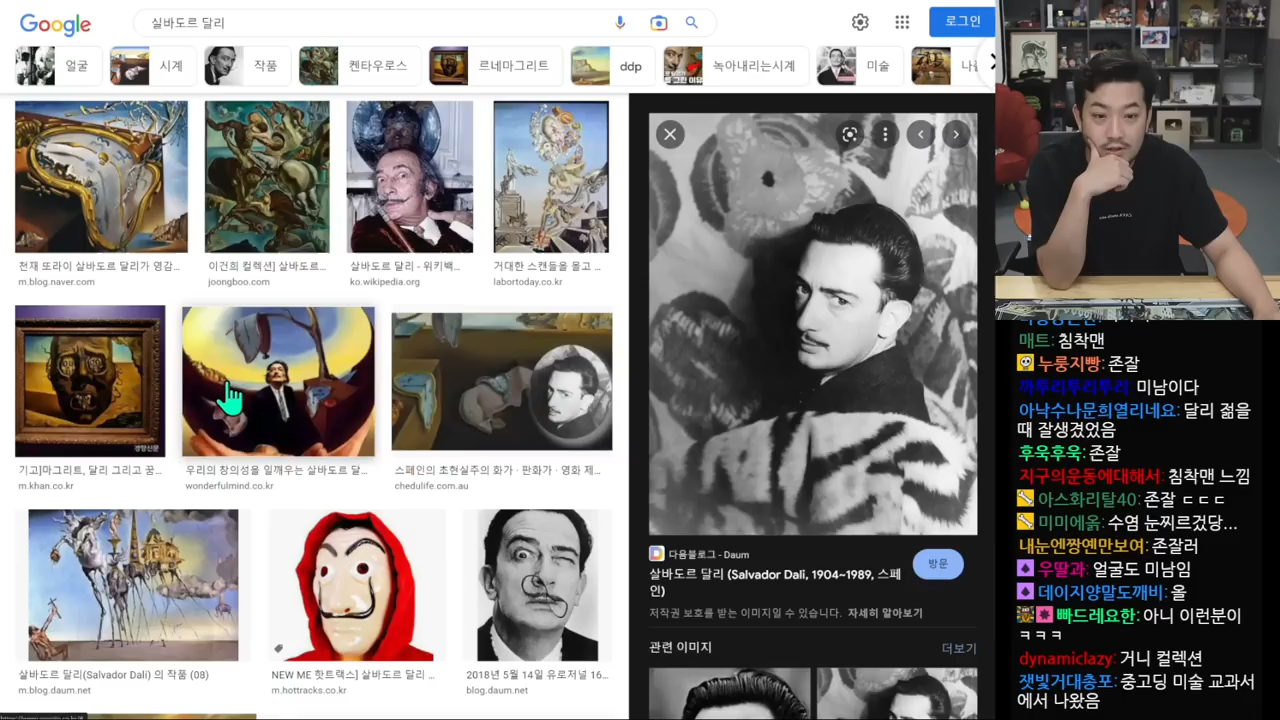 Google
실바도르 달리
로그인
얼굴
시계
작품
켄타우로스
르네마그리트
ddp
녹아내리는시계
미술
천재 또라이 살바도르 달리가 영감...
m.blog.naver.com
이건희 컬렉션] 살바도르...
joongboo.com
살바도르 달리 - 위키백...
ko.wikipedia.org
거대한 스캔들을 몰고 ...
labortoday.co.kr
경향신문
기고]마그리트, 달리 그리고 꿈...
m.khan.co.kr
우리의 창의성을 일깨우는 살바도르 달...
wonderfulmind.co.kr
스페인의 초현실주의 화가 · 판화가 · 영화 제...
chedulife.com.au
살바도르 달리(Salvador Dali) 의 작품 (08)
m.blog.daum.net
NEW ME 핫트랙스] 살바도르 달리 ...
m.hottracks.co.kr
2018년 5월 14일 유로저널 16...
blog.daum.net
다음블로그 - Daum
살바도르 달리 (Salvador Dali, 1904~1989, 스페
인)
방문
저작권 보호를 받는 이미지일 수 있습니다. 자세히 알아보기
관련 이미지
더보기
매트: 침착맨
누룽지빵: 존잘
까투리투리투리: 미남이다
아낙수나문희열리네요: 달리 젊을
때 잘생겼었음
후욱후욱: 존잘
지구의운동에대해서: 침착맨 느낌
아스화리탈40: 존잘 ㄷㄷㄷ
미미에옭: 수염 눈찌르겄당...
내눈엔짱옌만보여: 존잘러
우딸과: 얼굴도 미남임
데이지양말도깨비: 올
빠드레요한: 아니 이런분이
ㅋㅋㅋ
dynamiclazy: 거니 컬렉션
잿빛거대총포: 중고딩 미술 교과서
에서 나왔음